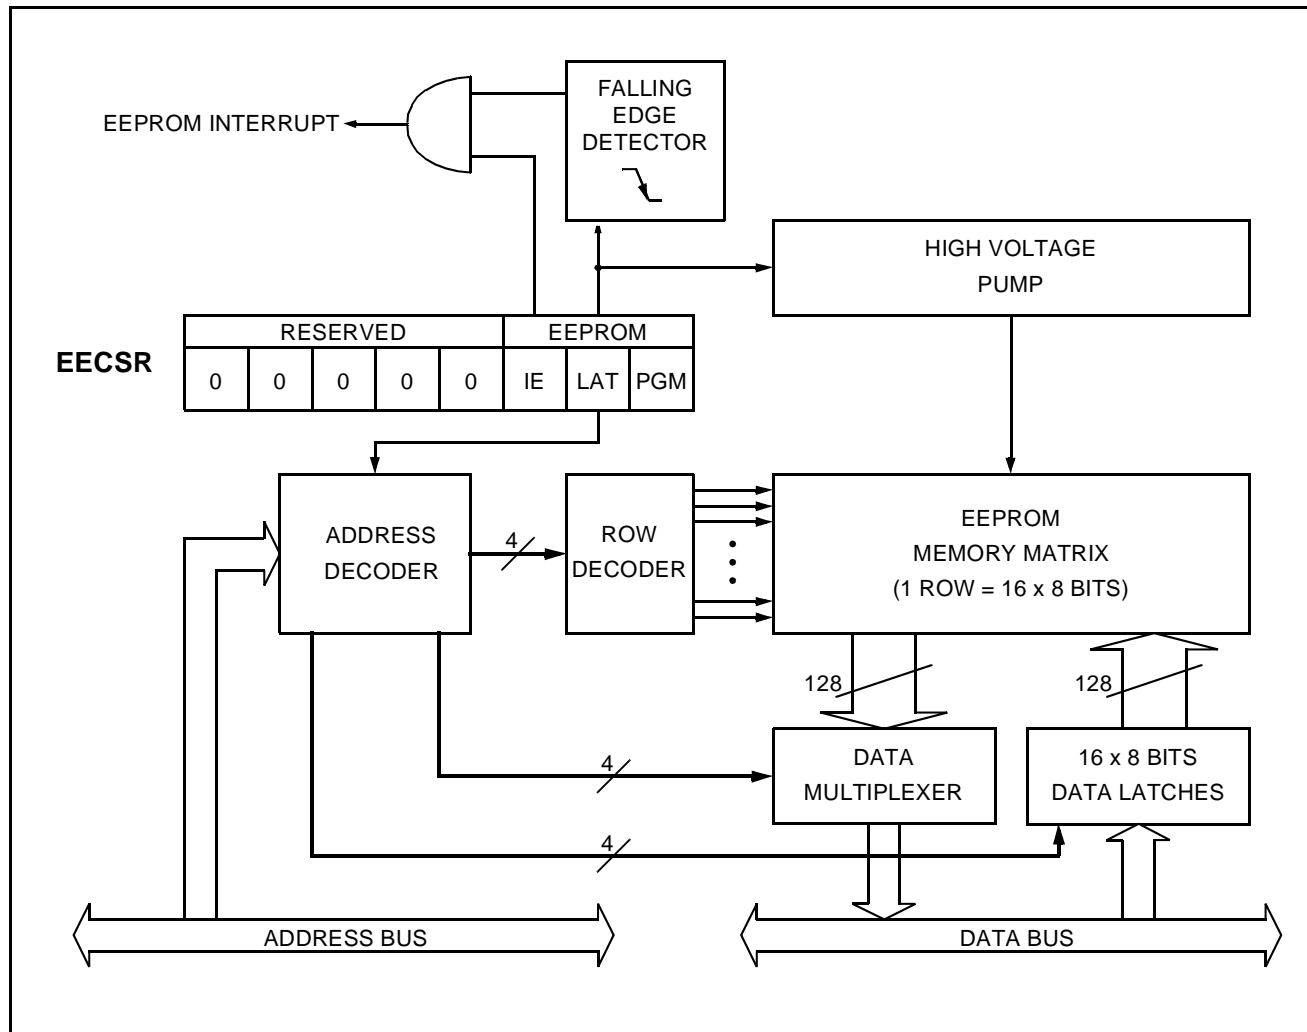 FALLING
EDGE
DETECTOR
EEPROM INTERRUPT
HIGH VOLTAGE
PUMP
RESERVED
EEPROM
EECSR
0
0
0
0
0
IE
LAT
PGM
ADDRESS
DECODER
4
ROW
DECODER
EEPROM
MEMORY MATRIX
(1 ROW = 16 x 8 BITS)
128
128
4
DATA
MULTIPLEXER
16 x 8 BITS
DATA LATCHES
4
ADDRESS BUS
DATA BUS